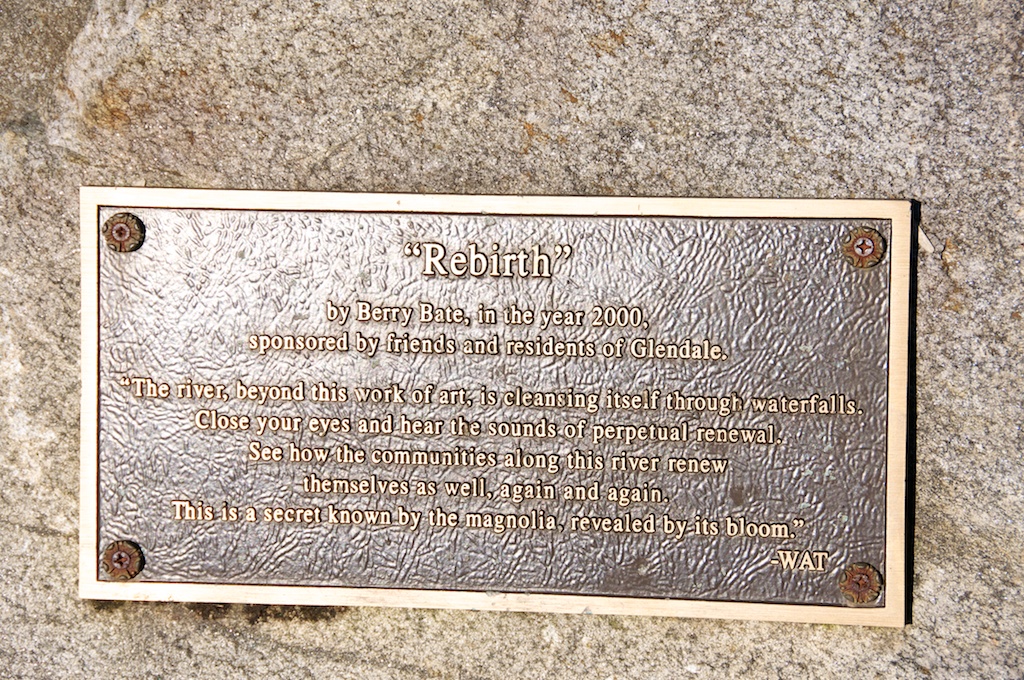 “Rebirth”
by Berry Bate, in the year 2000,
sponsored by friends and residents of Glendale.
“The river, beyond this work of art, is cleansing itself through waterfalls.
Close your eyes and hear the sounds of perpetual renewal.
See how the communities along this river renew
themselves as well, again and again.
This is a secret known by the magnolia, revealed by its bloom.”
-WAT